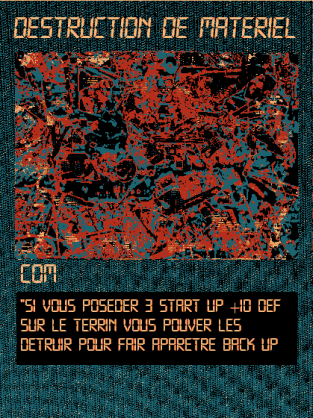 DESTRUCTION DE MATERIEL
COM
"SI VOUS POSEDER 3 START UP +10 DEF
SUR LE TERRIN VOUS POUVER LES
DETRUIR POUR FAIR APARETRE BACK UP